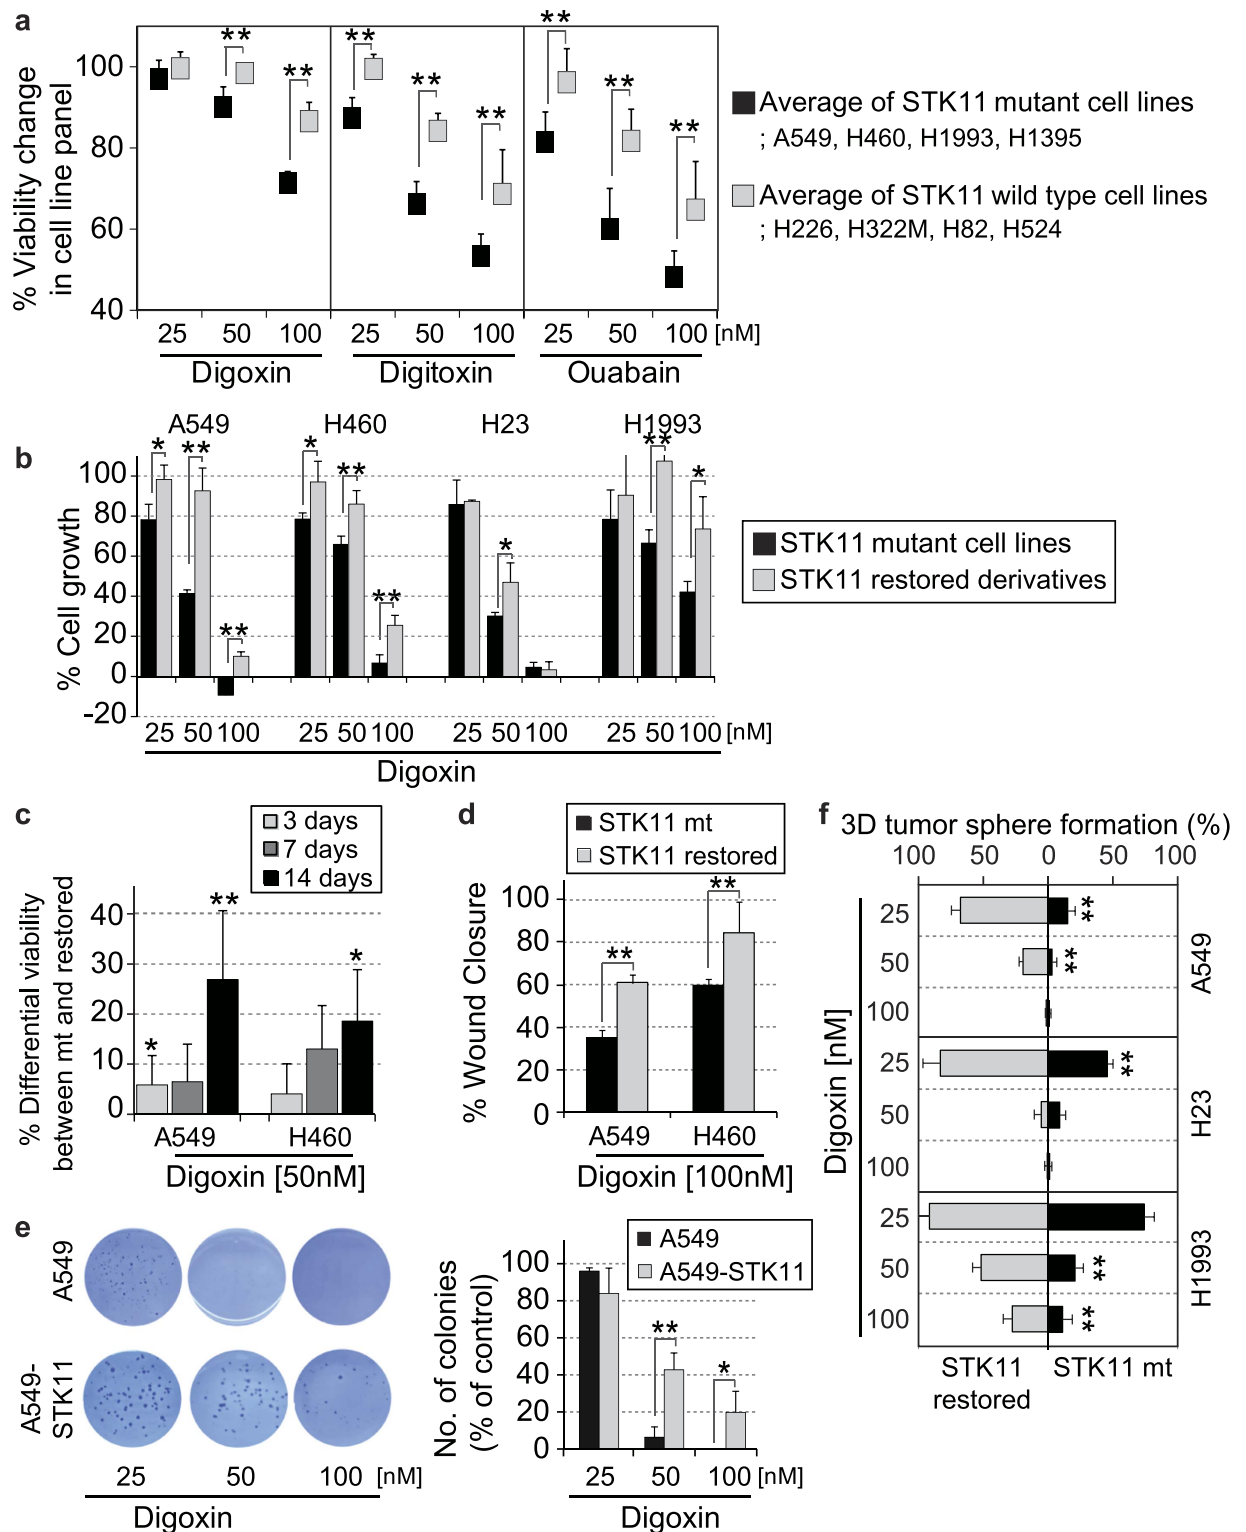 a
% Viability change
in cell line panel
100
80
60
40
**
**
**
**
**
**
**
**
25 50 100 25 50 100 25 50 100 [nM]
Digoxin Digitoxin Ouabain
Average of STK11 mutant cell lines
; A549, H460, H1993, H1395
Average of STK11 wild type cell lines
; H226, H322M, H82, H524
b
A549 H460 H23 H1993
% Cell growth
100
80
60
40
20
0
-20
*
**
**
*
**
**
*
**
*
25 50 100 25 50 100 25 50 100 25 50 100 [nM]
Digoxin
STK11 mutant cell lines
STK11 restored derivatives
c
3 days
7 days
14 days
% Differential viability
between mt and restored
40
30
20
10
0
*
**
*
A549 H460
Digoxin [50nM]
d
STK11 mt
STK11 restored
% Wound Closure
100
80
60
40
20
0
**
**
A549 H460
Digoxin [100nM]
e
A549
A549-
STK11
25 50 100 [nM]
Digoxin
No. of colonies
(% of control)
100
80
60
40
20
0
A549
A549-STK11
**
*
25 50 100 [nM]
Digoxin
f
3D tumor sphere formation (%)
100 50 0 50 100
Digoxin [nM]
25
**
50
**
100
A549
25
**
50
100
H23
25
50
**
100
**
H1993
STK11
restored
STK11 mt